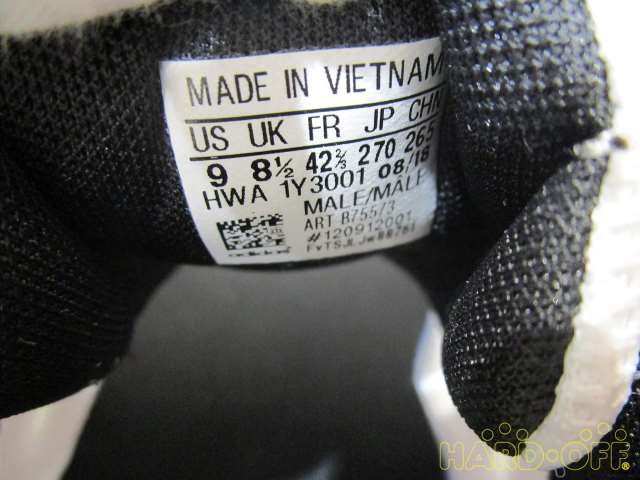 MADE IN VIETNAM
US UK FR JP CHN
9 8½ 42⅔ 270 265
HWA 1Y3001 08/18
MALE/MALE
ART B75573
#120912001
adidas
HARD·OFF®